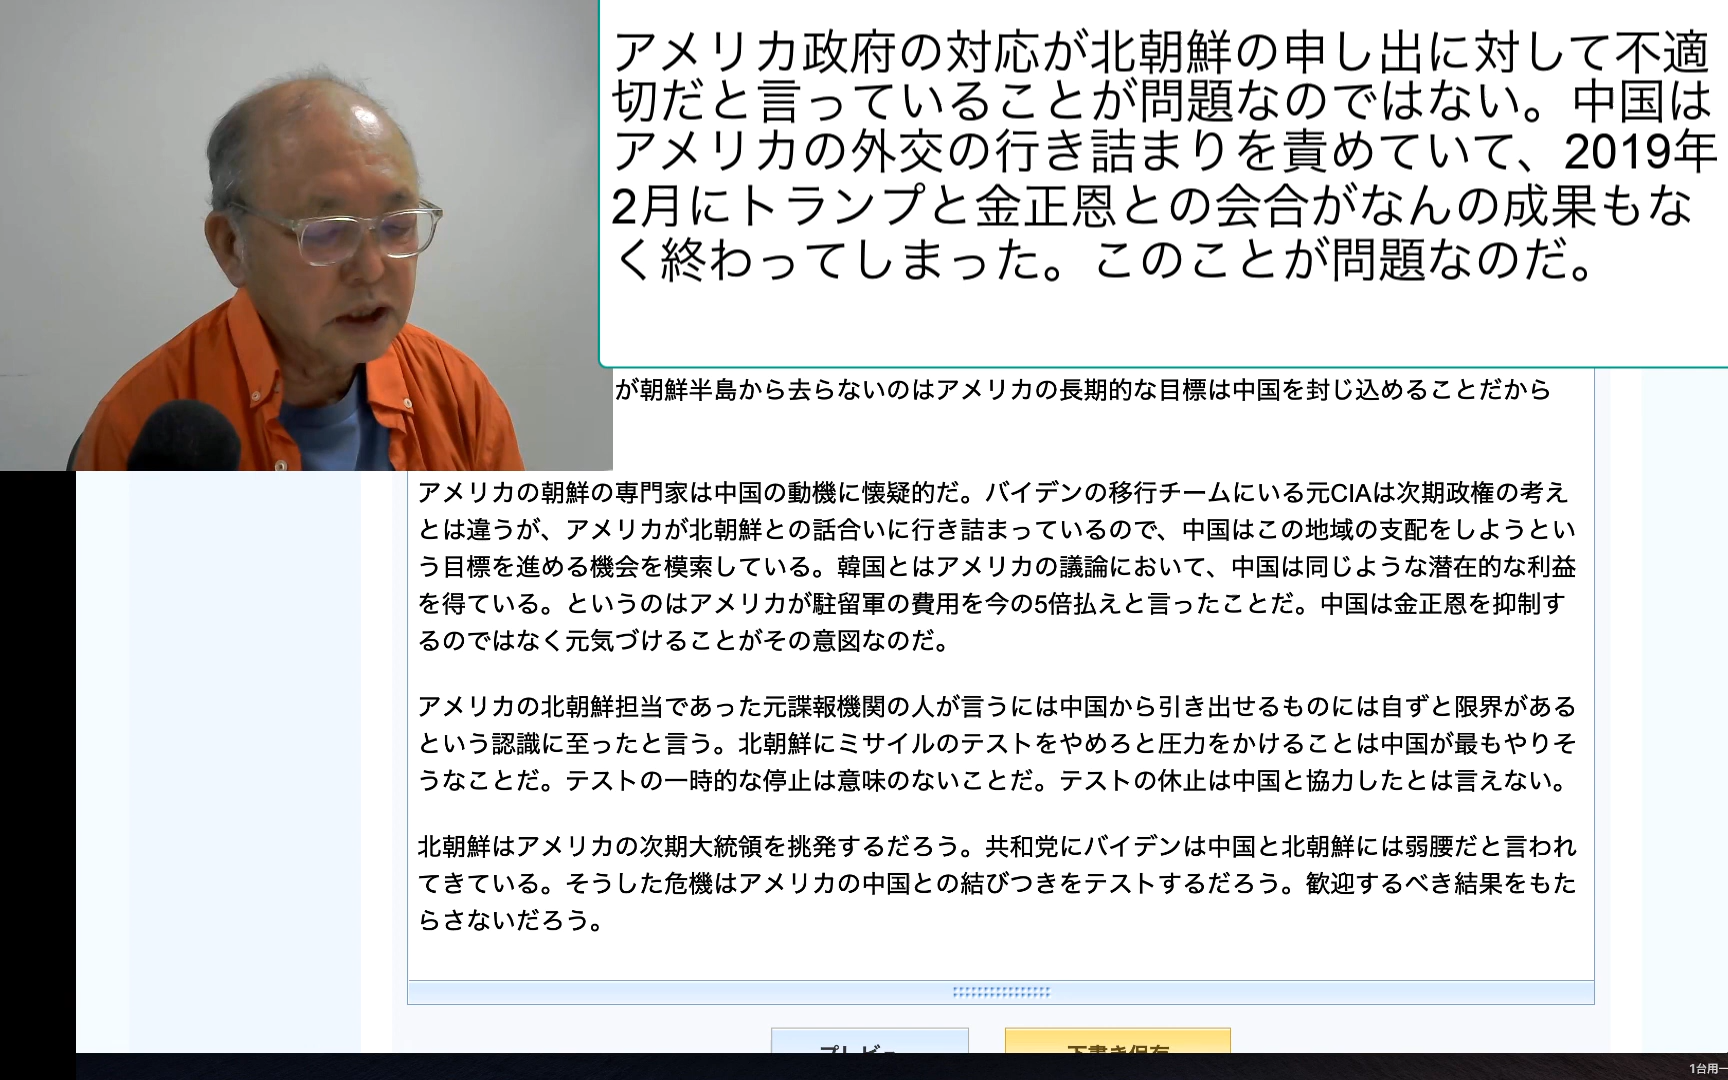 アメリカ政府の対応が北朝鮮の申し出に対して不適
切だと言っていることが問題なのではない。中国は
アメリカの外交の行き詰まりを責めていて、2019年
2月にトランプと金正恩との会合がなんの成果もな
く終わってしまった。このことが問題なのだ。
が朝鮮半島から去らないのはアメリカの長期的な目標は中国を封じ込めることだから
アメリカの朝鮮の専門家は中国の動機に懐疑的だ。バイデンの移行チームにいる元CIAは次期政権の考え
とは違うが、アメリカが北朝鮮との話合いに行き詰まっているので、中国はこの地域の支配をしようとい
う目標を進める機会を模索している。韓国とはアメリカの議論において、中国は同じような潜在的な利益
を得ている。というのはアメリカが駐留軍の費用を今の5倍払えと言ったことだ。中国は金正恩を抑制す
るのではなく元気づけることがその意図なのだ。
アメリカの北朝鮮担当であった元諜報機関の人が言うには中国から引き出せるものには自ずと限界がある
という認識に至ったと言う。北朝鮮にミサイルのテストをやめろと圧力をかけることは中国が最もやりそ
うなことだ。テストの一時的な停止は意味のないことだ。テストの休止は中国と協力したとは言えない。
北朝鮮はアメリカの次期大統領を挑発するだろう。共和党にバイデンは中国と北朝鮮には弱腰だと言われ
てきている。そうした危機はアメリカの中国との結びつきをテストするだろう。歓迎するべき結果をもた
らさないだろう。
プレビュー
下書き保存
1台用